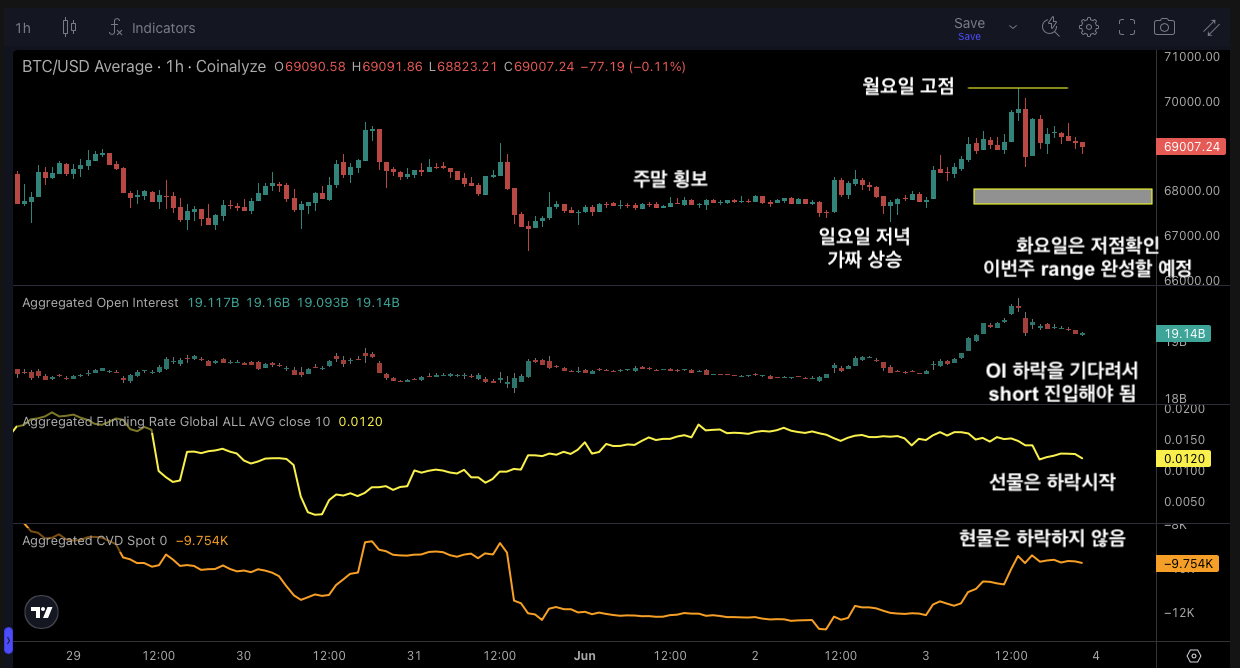 1h Indicators Save
Save
BTC/USD Average · 1h · Coinalyze O69090.58 H69091.86 L68823.21 C69007.24 −77.19 (−0.11%)
71000.00
월요일 고점
70000.00
69007.24
주말 횡보
68000.00
일요일 저녁
가짜 상승
67000.00
화요일은 저점확인
이번주 range 완성할 예정
66000.00
Aggregated Open Interest 19.117B 19.16B 19.093B 19.14B
19.14B
19B
OI 하락을 기다려서
short 진입해야 됨
18B
0.0200
Aggregated Funding Rate Global ALL AVG close 10 0.0120
0.0150
0.0120
0.0100
선물은 하락시작
0.0050
−8K
Aggregated CVD Spot 0 −9.754K
현물은 하락하지 않음
−9.754K
−12K
29 12:00 30 12:00 31 12:00 Jun 12:00 2 12:00 3 12:00 4